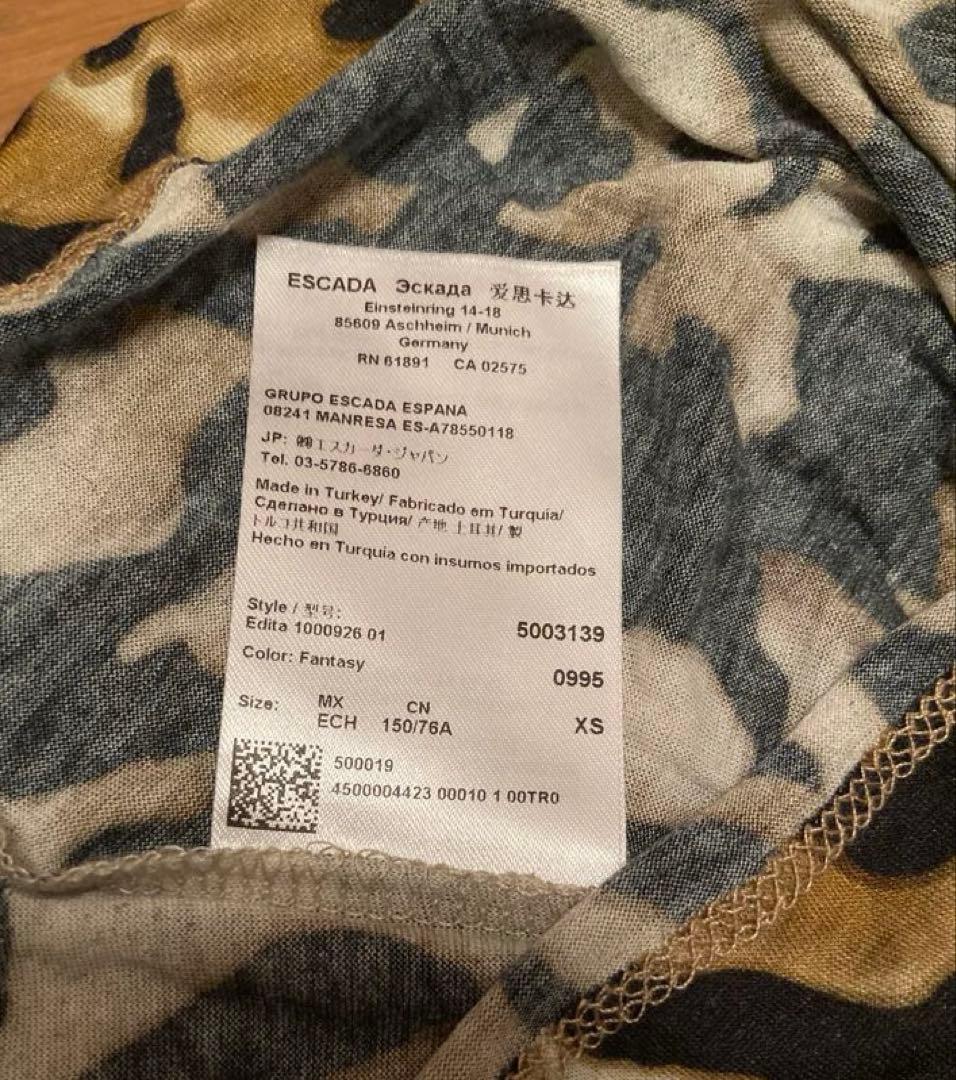 ESCADA Эскада 爱思卡达
Einsteinring 14-18
85609 Aschheim / Munich
Germany
RN 61891 CA 02575
GRUPO ESCADA ESPANA
08241 MANRESA ES-A78550118
JP: ㈱エスカーダ・ジャパン
Tel. 03-5786-6860
Made in Turkey/ Fabricado em Turquia/
Сделано в Турция/ 产地 土耳其/ 製
トルコ共和国
Hecho en Turquia con insumos importados
Style / 型号:
Edita 1000926 01 5003139
Color: Fantasy 0995
Size: MX CN
ECH 150/76A XS
500019
4500004423 00010 1 00TR0